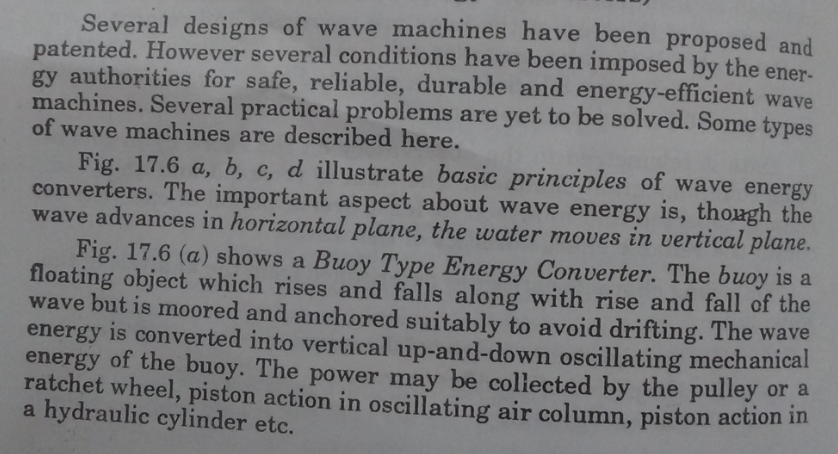 Several designs of wave machines have been proposed and
patented. However several conditions have been imposed by the ener-
gy authorities for safe, reliable, durable and energy-efficient wave
machines. Several practical problems are yet to be solved. Some types
of wave machines are described here.
Fig. 17.6 a, b, c, d illustrate basic principles of wave energy
converters. The important aspect about wave energy is, though the
wave advances in horizontal plane, the water moves in vertical plane.
Fig. 17.6 (a) shows a Buoy Type Energy Converter. The buoy is a
floating object which rises and falls along with rise and fall of the
wave but is moored and anchored suitably to avoid drifting. The wave
energy is converted into vertical up-and-down oscillating mechanical
energy of the buoy. The power may be collected by the pulley or a
ratchet wheel, piston action in oscillating air column, piston action in
a hydraulic cylinder etc.